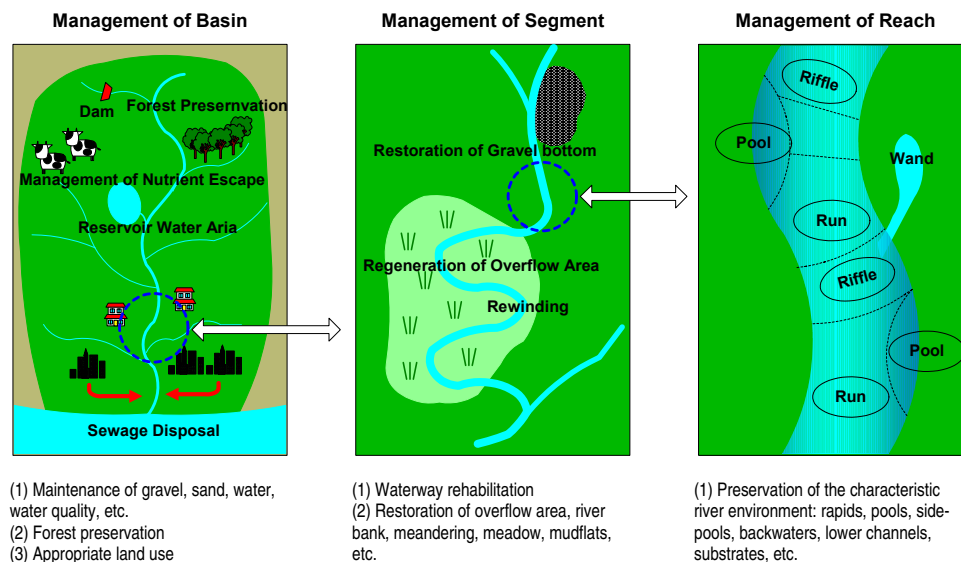 Management of Basin
Dam
Forest Presernvation
Management of Nutrient Escape
Reservoir Water Aria
Sewage Disposal
(1) Maintenance of gravel, sand, water,
water quality, etc.
(2) Forest preservation
(3) Appropriate land use
Management of Segment
Restoration of Gravel bottom
Regeneration of Overflow Area
Rewinding
(1) Waterway rehabilitation
(2) Restoration of overflow area, river
bank, meandering, meadow, mudflats,
etc.
Management of Reach
Riffle
Pool
Wand
Run
Riffle
Pool
Run
(1) Preservation of the characteristic
river environment: rapids, pools, side-
pools, backwaters, lower channels,
substrates, etc.